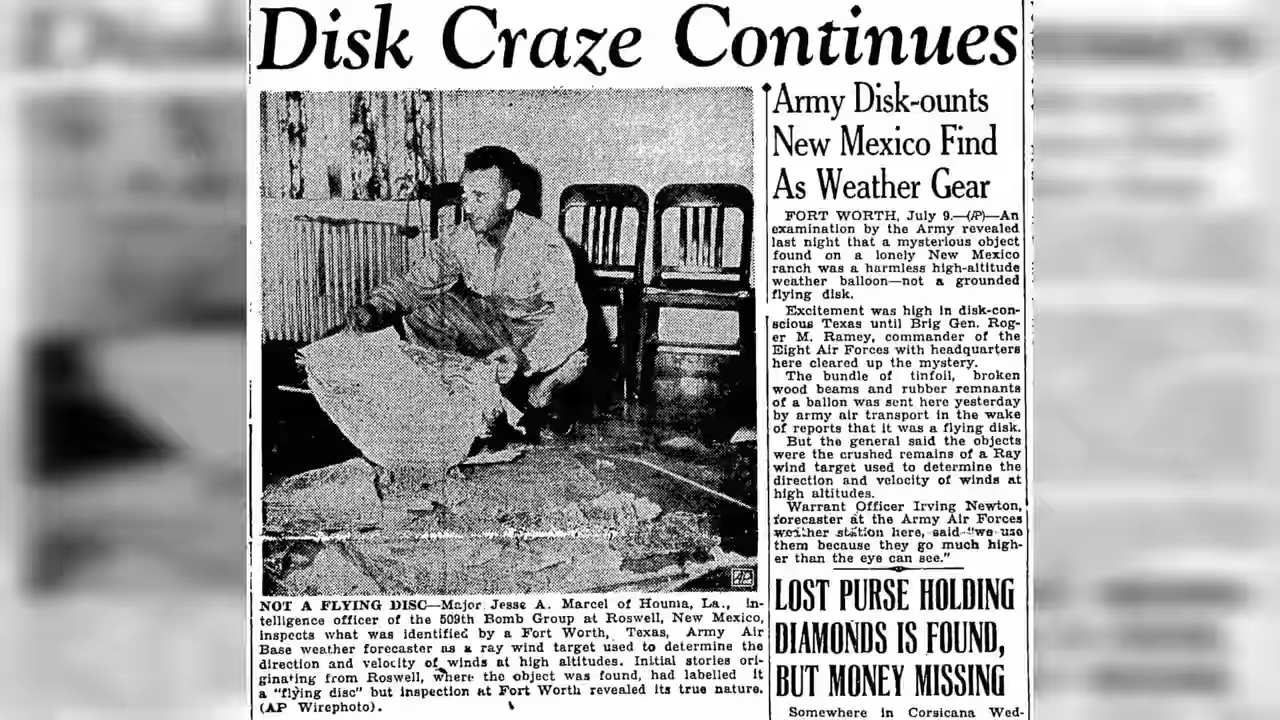 Disk Craze Continues
Army Disk-ounts
New Mexico Find
As Weather Gear
FORT WORTH, July 9.—(AP)—An
examination by the Army revealed
last night that a mysterious object
found on a lonely New Mexico
ranch was a harmless high-altitude
weather balloon—not a grounded
flying disk.
Excitement was high in disk-con-
scious Texas until Brig Gen. Rog-
er M. Ramey, commander of the
Eight Air Forces with headquarters
here cleared up the mystery.
The bundle of tinfoil, broken
wood beams and rubber remnants
of a ballon was sent here yesterday
by army air transport in the wake
of reports that it was a flying disk.
But the general said the objects
were the crushed remains of a Ray
wind target used to determine the
direction and velocity of winds at
high altitudes.
Warrant Officer Irving Newton,
forecaster at the Army Air Forces
weather station here, said "we use
them because they go much high-
er than the eye can see."
LOST PURSE HOLDING
DIAMONDS IS FOUND,
BUT MONEY MISSING
Somewhere in Corsicana Wed-
AP
NOT A FLYING DISC—Major Jesse A. Marcel of Houma, La., in-
telligence officer of the 509th Bomb Group at Roswell, New Mexico,
inspects what was identified by a Fort Worth, Texas, Army Air
Base weather forecaster as a ray wind target used to determine the
direction and velocity of winds at high altitudes. Initial stories ori-
ginating from Roswell, where the object was found, had labelled it
a "flying disc" but inspection at Fort Worth revealed its true nature.
(AP Wirephoto).